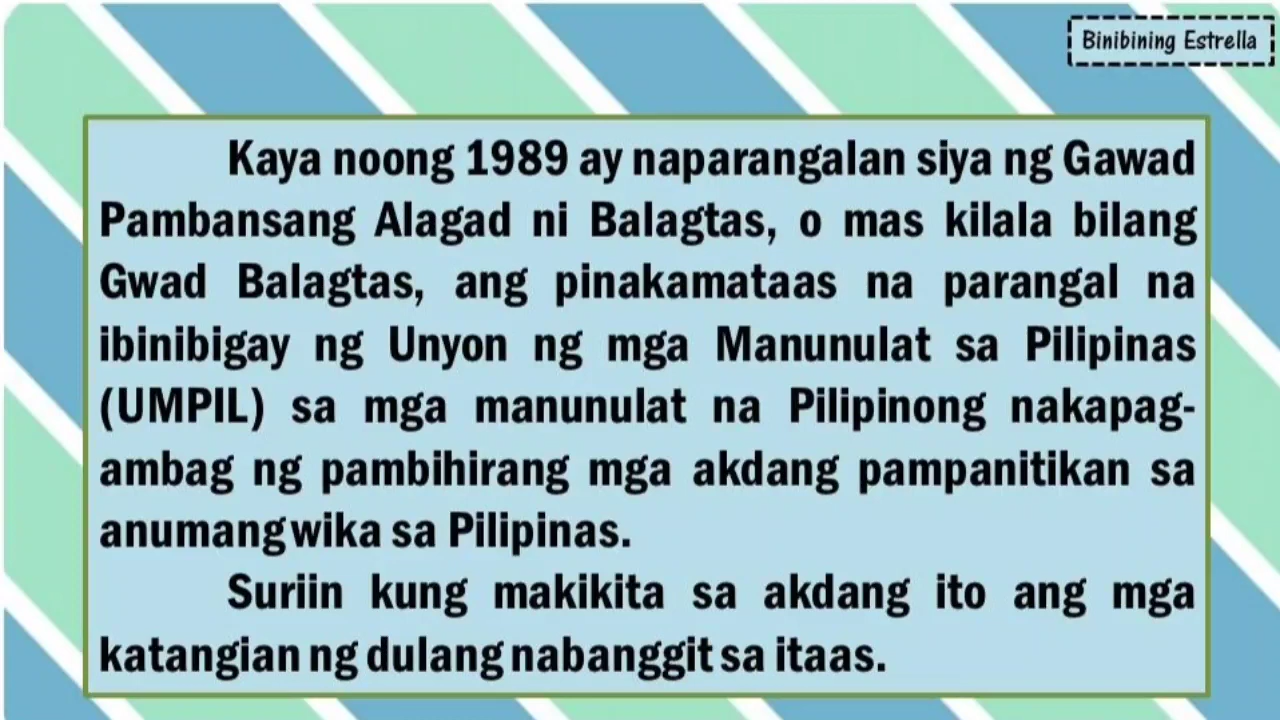 Binibining Estrella
Kaya noong 1989 ay naparangalan siya ng Gawad
Pambansang Alagad ni Balagtas, o mas kilala bilang
Gwad Balagtas, ang pinakamataas na parangal na
ibinibigay ng Unyon ng mga Manunulat sa Pilipinas
(UMPIL) sa mga manunulat na Pilipinong nakapag-
ambag ng pambihirang mga akdang pampanitikan sa
anumang wika sa Pilipinas.
Suriin kung makikita sa akdang ito ang mga
katangian ng dulang nabanggit sa itaas.